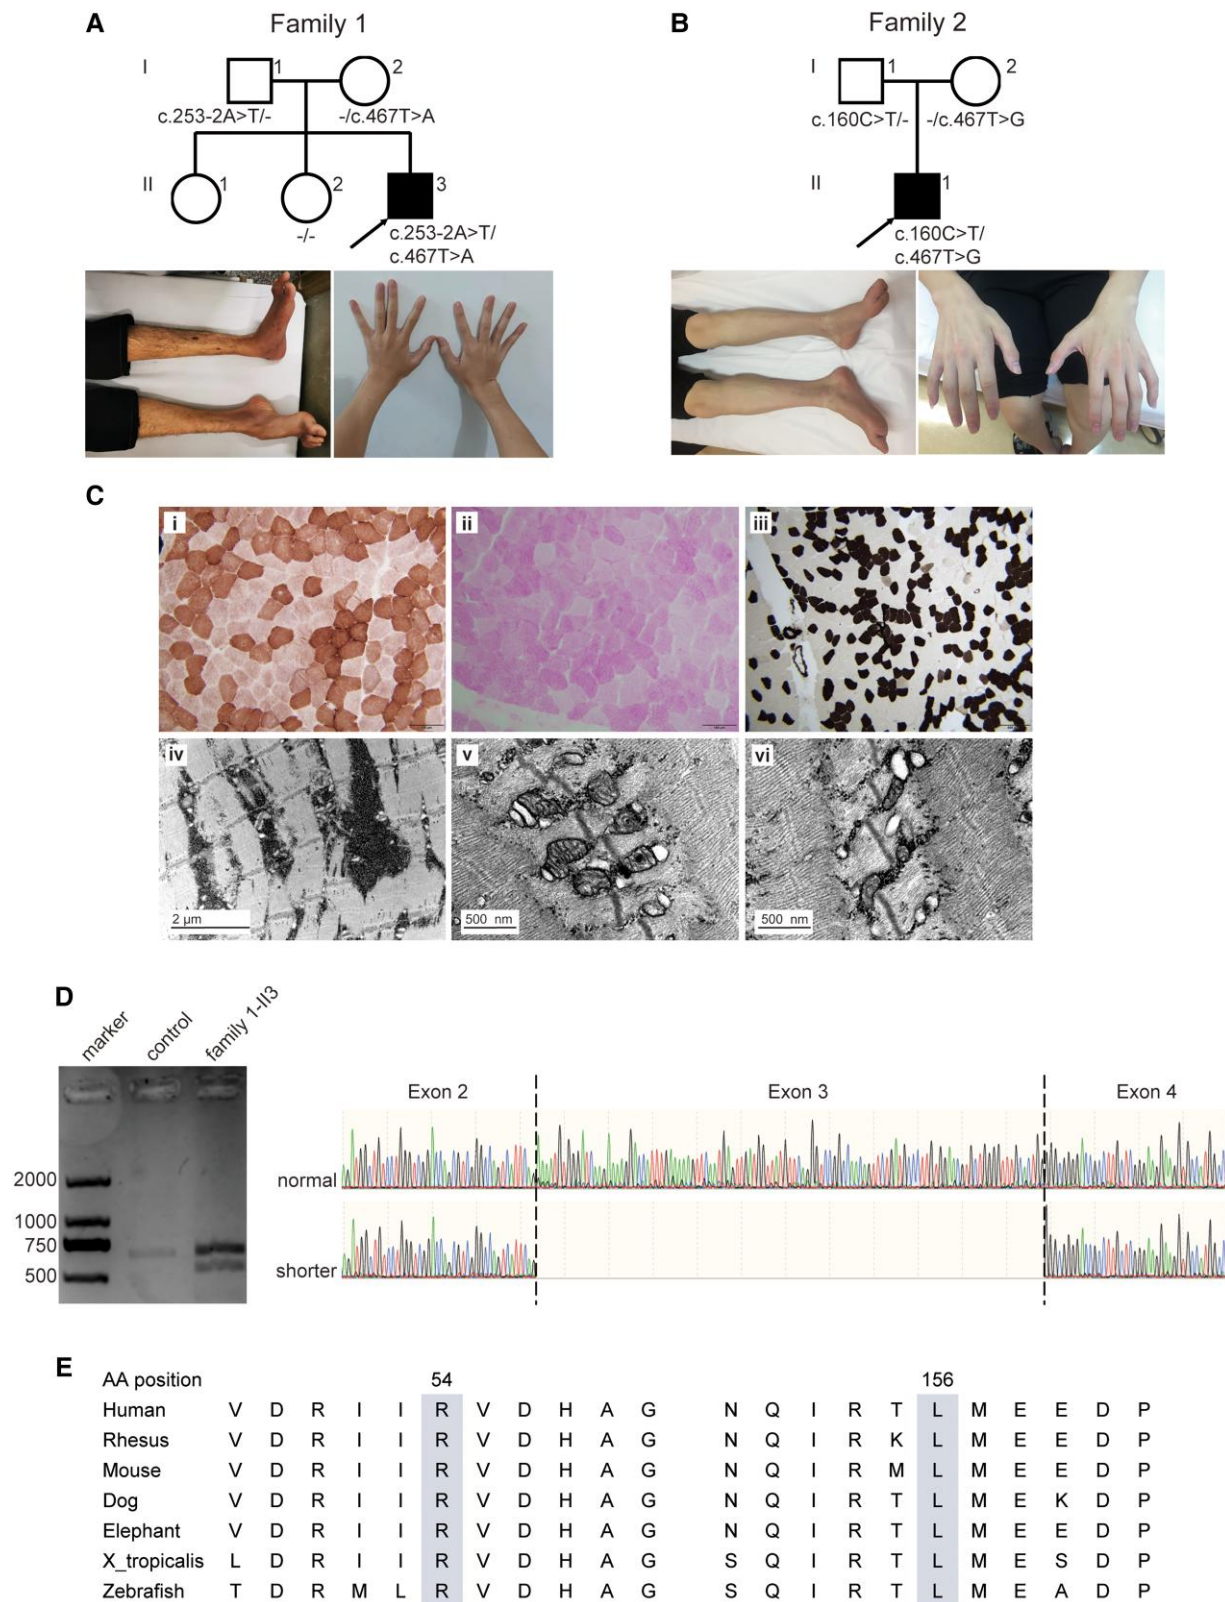 A
Family 1
I
1
2
c.253-2A>T/-
-/c.467T>A
II
1
2
3
-/-
c.253-2A>T/
c.467T>A
B
Family 2
I
1
2
c.160C>T/-
-/c.467T>G
II
1
c.160C>T/
c.467T>G
C
i
ii
iii
iv
v
vi
2 µm
500 nm
500 nm
D
marker
control
family 1-II3
2000
1000
750
500
Exon 2
Exon 3
Exon 4
normal
shorter
E
AA position 54 156
Human V D R I I R V D H A G N Q I R T L M E E D P
Rhesus V D R I I R V D H A G N Q I R K L M E E D P
Mouse V D R I I R V D H A G N Q I R M L M E E D P
Dog V D R I I R V D H A G N Q I R T L M E K D P
Elephant V D R I I R V D H A G N Q I R T L M E E D P
X_tropicalis L D R I I R V D H A G S Q I R T L M E S D P
Zebrafish T D R M L R V D H A G S Q I R T L M E A D P